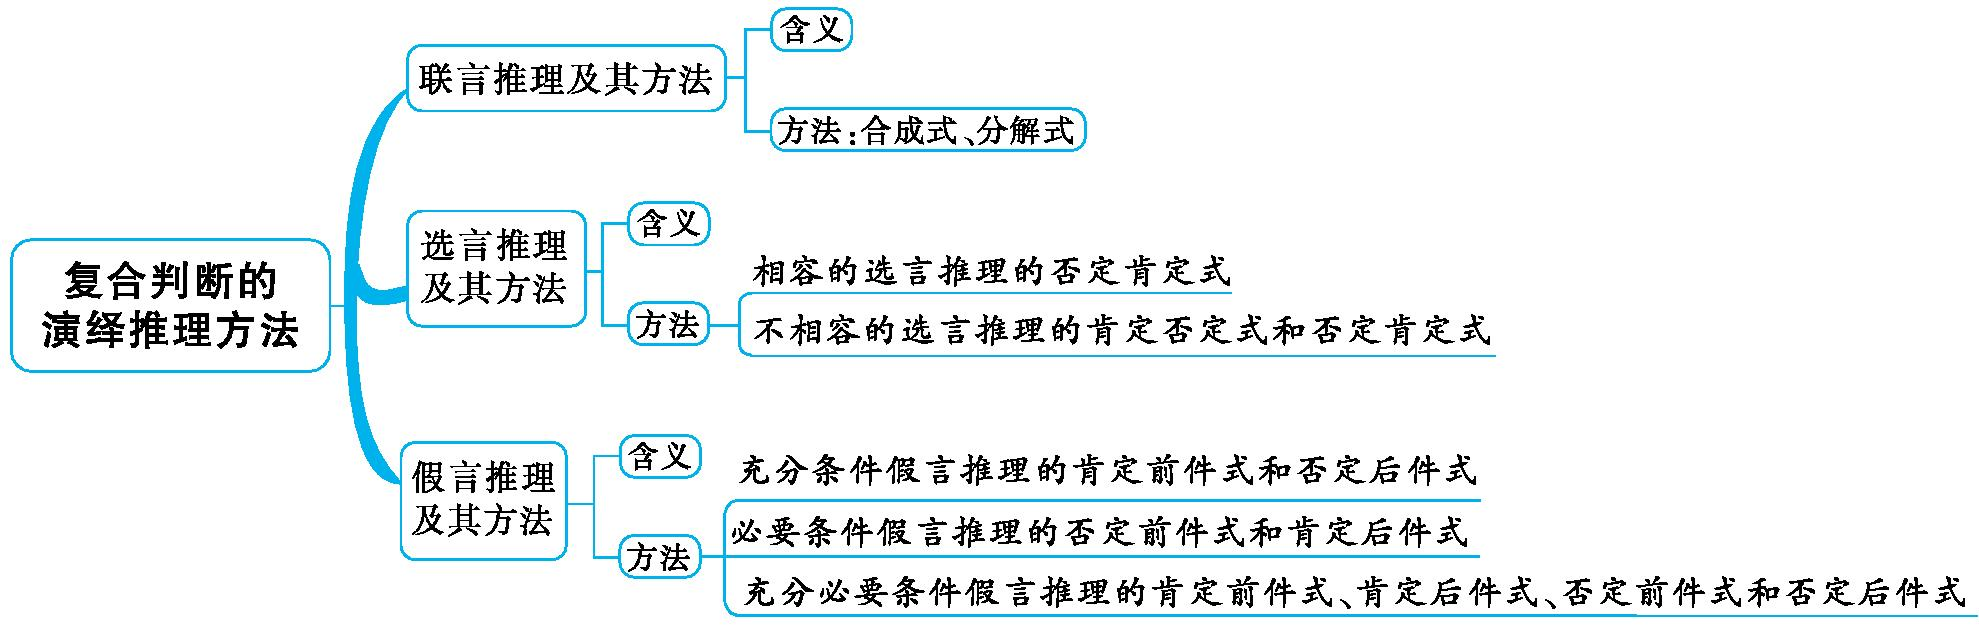 复合判断的
演绎推理方法
联言推理及其方法
含义
方法:合成式、分解式
选言推理
及其方法
含义
方法
相容的选言推理的否定肯定式
不相容的选言推理的肯定否定式和否定肯定式
假言推理
及其方法
含义
方法
充分条件假言推理的肯定前件式和否定后件式
必要条件假言推理的否定前件式和肯定后件式
充分必要条件假言推理的肯定前件式、肯定后件式、否定前件式和否定后件式